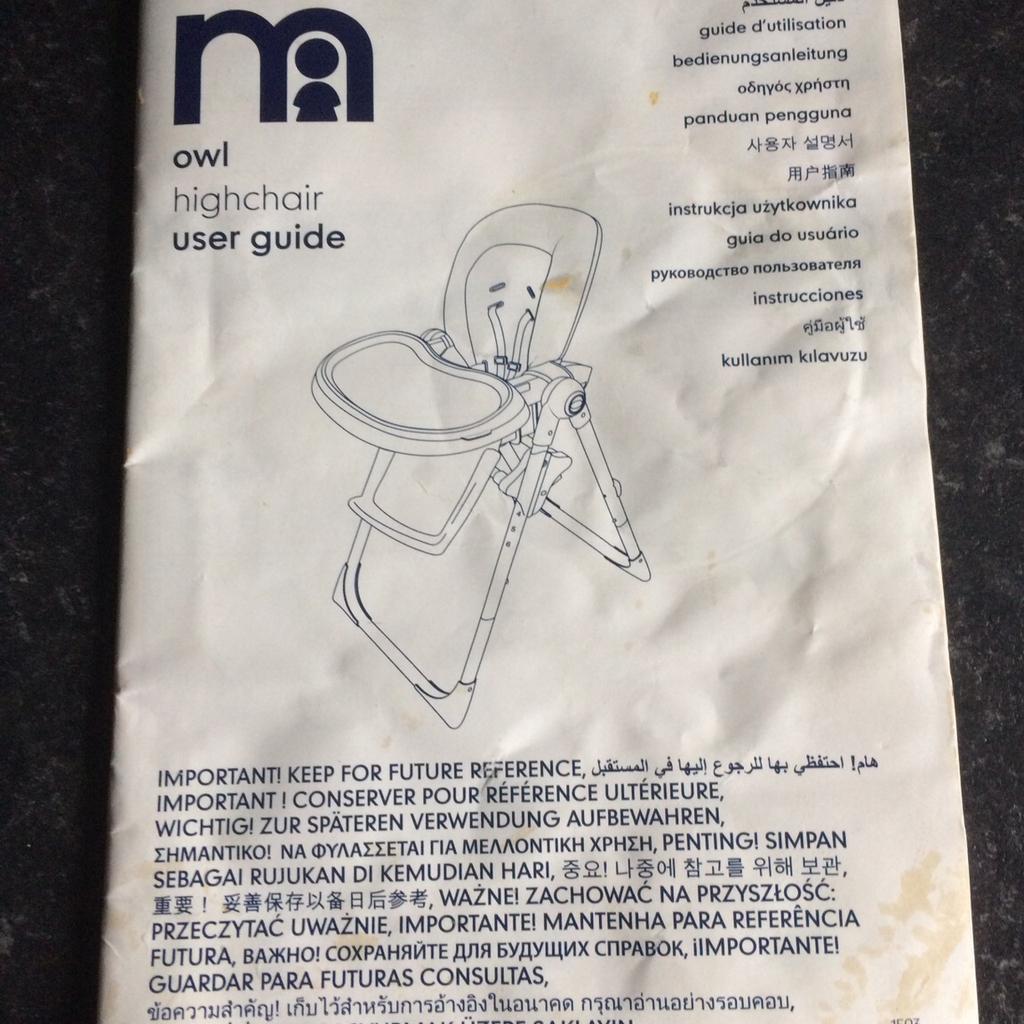 m
owl
highchair
user guide
دليل المستخدم
guide d'utilisation
bedienungsanleitung
οδηγός χρήστη
panduan pengguna
사용자 설명서
用户指南
instrukcja użytkownika
guia do usuário
руководство пользователя
instrucciones
คู่มือผู้ใช้
kullanım kılavuzu
4
5
6
IMPORTANT! KEEP FOR FUTURE REFERENCE, هام! احتفظي بها للرجوع إليها في المستقبل
IMPORTANT ! CONSERVER POUR RÉFÉRENCE ULTÉRIEURE,
WICHTIG! ZUR SPÄTEREN VERWENDUNG AUFBEWAHREN,
ΣΗΜΑΝΤΙΚΟ! ΝΑ ΦΥΛΑΣΣΕΤΑΙ ΓΙΑ ΜΕΛΛΟΝΤΙΚΗ ΧΡΗΣΗ, PENTING! SIMPAN
SEBAGAI RUJUKAN DI KEMUDIAN HARI, 중요! 나중에 참고를 위해 보관,
重要！ 妥善保存以备日后参考, WAŻNE! ZACHOWAĆ NA PRZYSZŁOŚĆ:
PRZECZYTAĆ UWAŻNIE, IMPORTANTE! MANTENHA PARA REFERÊNCIA
FUTURA, ВАЖНО! СОХРАНЯЙТЕ ДЛЯ БУДУЩИХ СПРАВОК, ¡IMPORTANTE!
GUARDAR PARA FUTURAS CONSULTAS,
ข้อความสำคัญ! เก็บไว้สำหรับการอ้างอิงในอนาคต กรุณาอ่านอย่างรอบคอบ,
ÜZERE SAKLAYIN